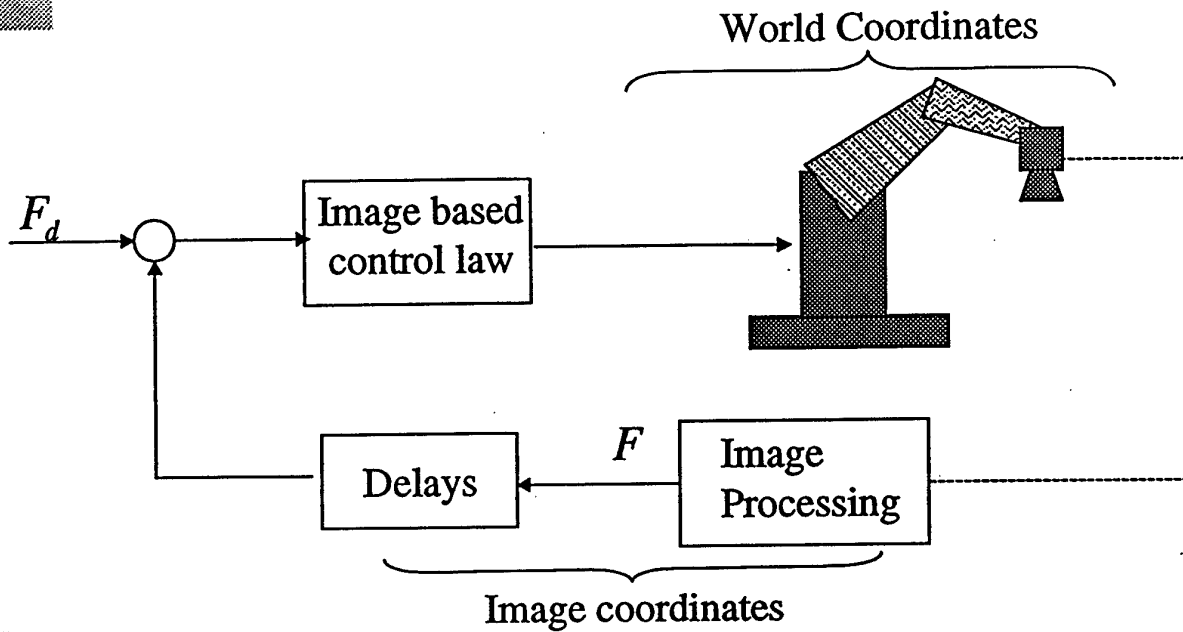 World Coordinates
F_d
Image based
control law
F
Image
Processing
Delays
Image coordinates